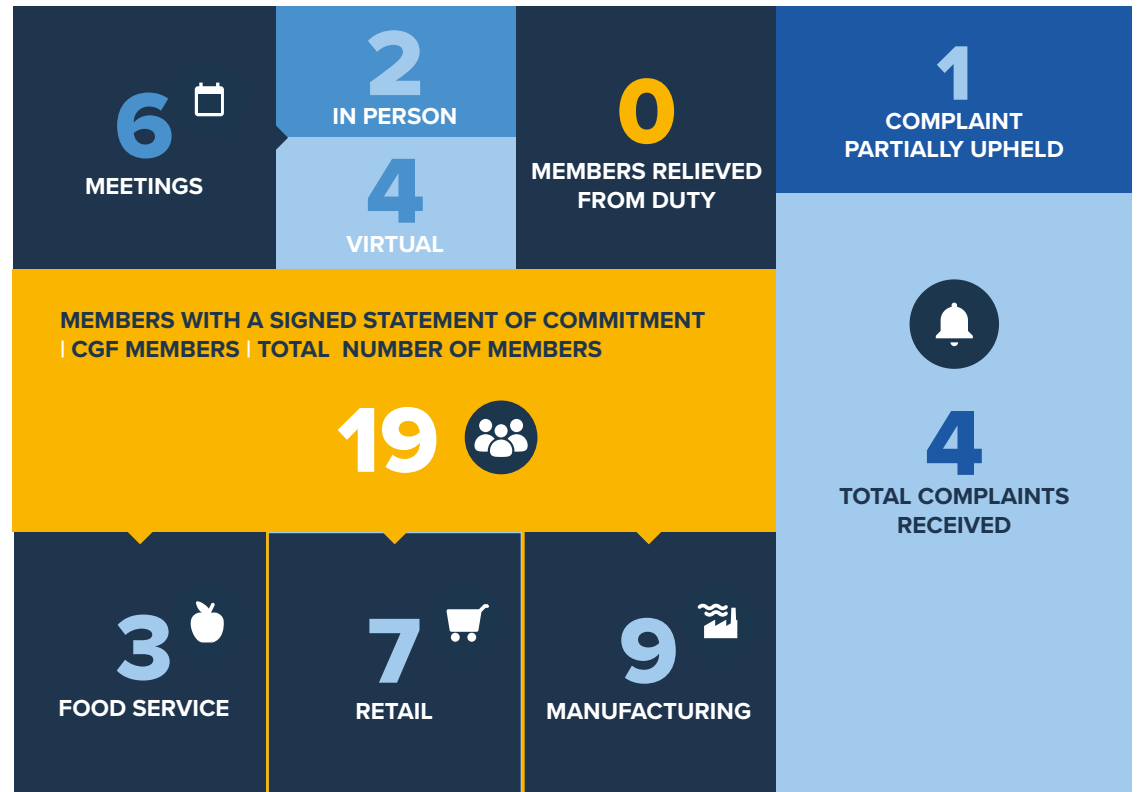 6
MEETINGS
2
IN PERSON
4
VIRTUAL
0
MEMBERS RELIEVED
FROM DUTY
1
COMPLAINT
PARTIALLY UPHELD
MEMBERS WITH A SIGNED STATEMENT OF COMMITMENT
| CGF MEMBERS | TOTAL NUMBER OF MEMBERS
19
4
TOTAL COMPLAINTS
RECEIVED
3
FOOD SERVICE
7
RETAIL
9
MANUFACTURING